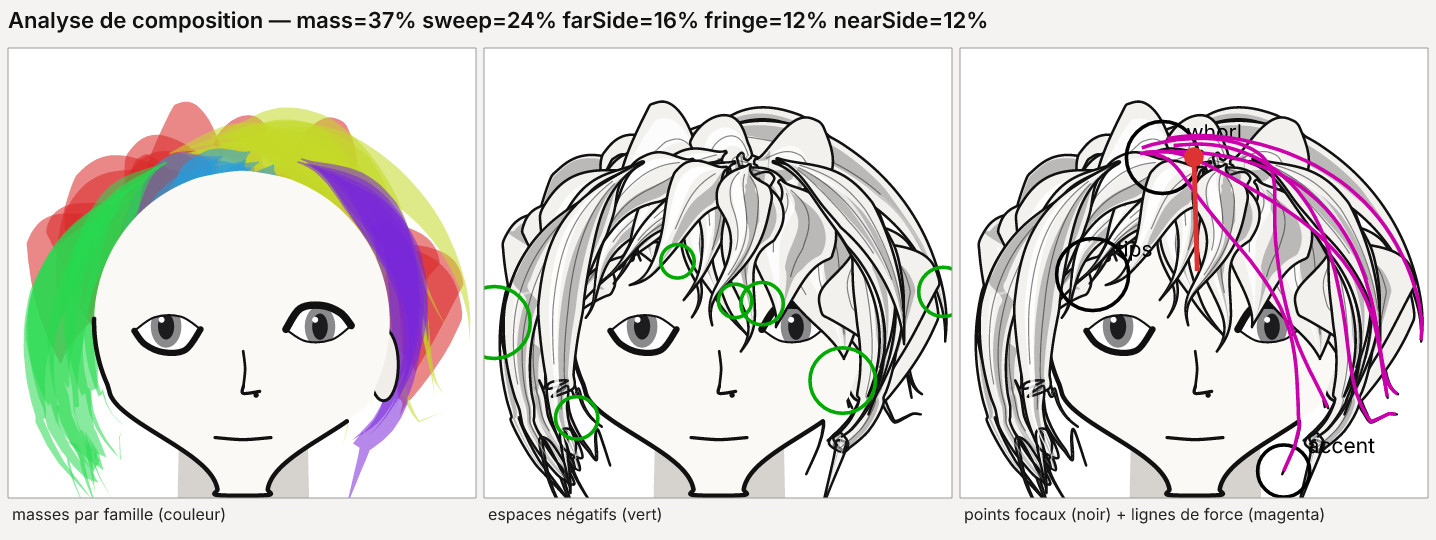 Analyse de composition — mass=37% sweep=24% farSide=16% fringe=12% nearSide=12%
whorl
tips
accent
masses par famille (couleur)
espaces négatifs (vert)
points focaux (noir) + lignes de force (magenta)